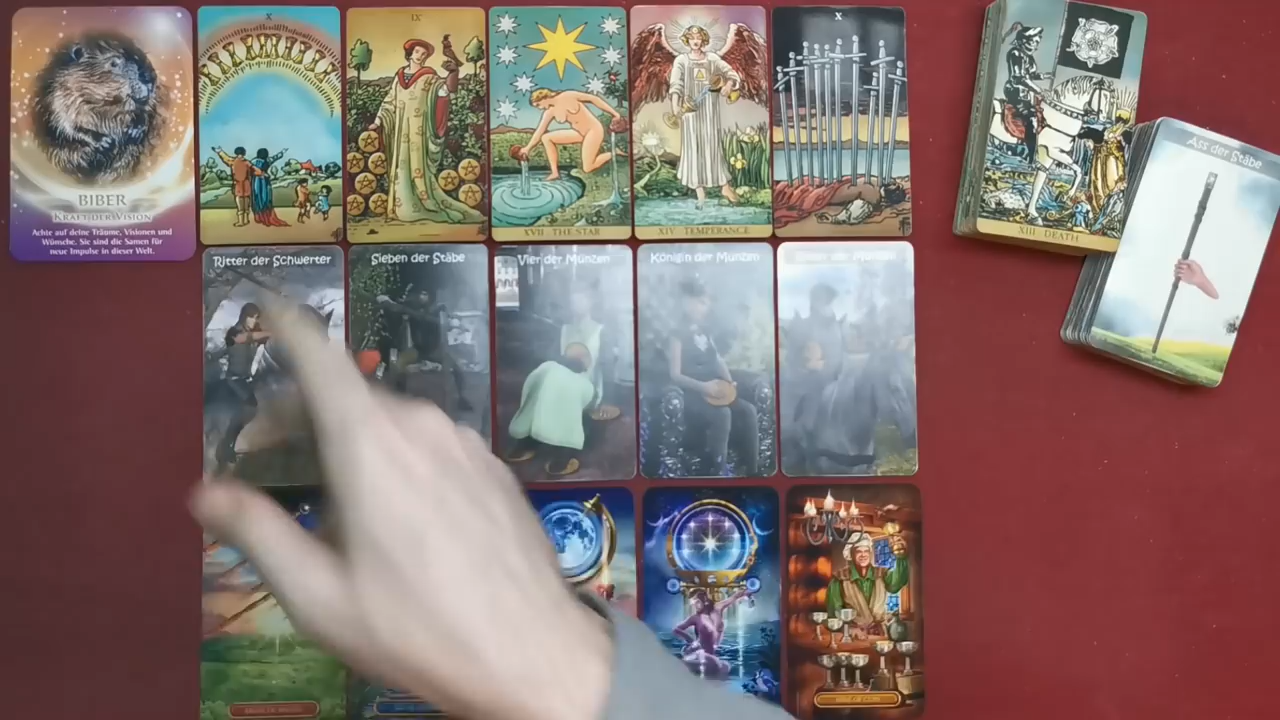 BIBER
KRAFT DER VISION
Achte auf deine Träume, Visionen und
Wünsche. Sie sind die Samen für
neue Impulse in dieser Welt.
X
IX
XVII THE STAR
XIV TEMPERANCE
X
XIII DEATH
Ass der Stäbe
Ritter der Schwerter
Sieben der Stäbe
Vier der Münzen
Königin der Münzen